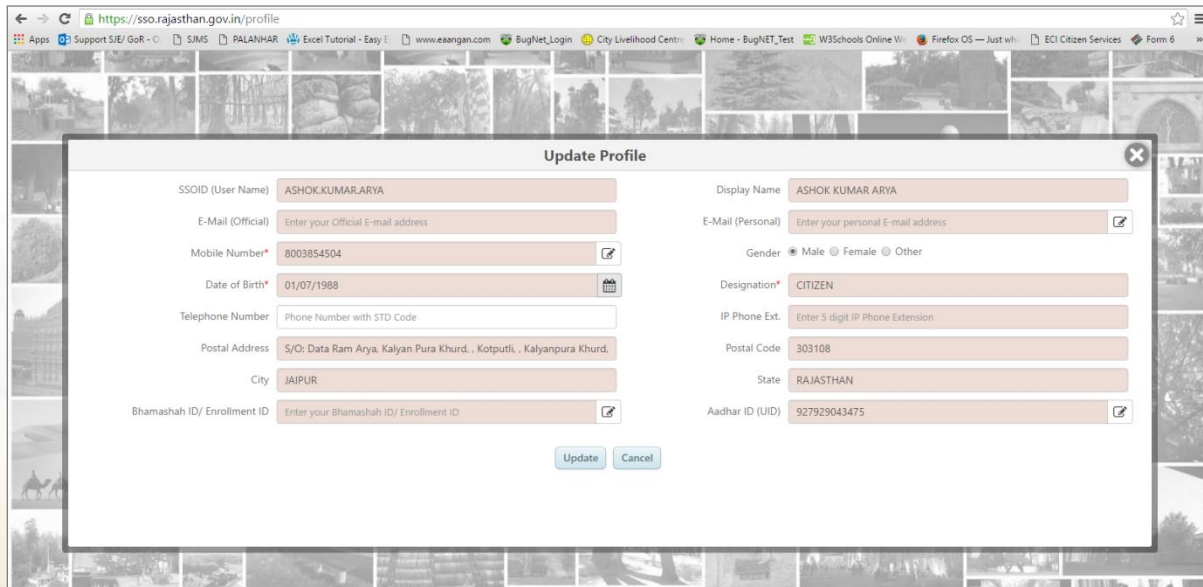 https://sso.rajasthan.gov.in/profile
Apps Support SJE/ GoR - O SJMS PALANHAR Excel Tutorial - Easy E www.eaangan.com BugNet_Login City Livelihood Centre Home - BugNET_Test W3Schools Online We Firefox OS — Just wh ECI Citizen Services Form 6 »
Update Profile
SSOID (User Name) ASHOK.KUMAR.ARYA Display Name ASHOK KUMAR ARYA
E-Mail (Official) Enter your Official E-mail address E-Mail (Personal) Enter your personal E-mail address
Mobile Number* 8003854504 Gender Male Female Other
Date of Birth* 01/07/1988 Designation* CITIZEN
Telephone Number Phone Number with STD Code IP Phone Ext. Enter 5 digit IP Phone Extension
Postal Address S/O: Data Ram Arya, Kalyan Pura Khurd, , Kotputli, , Kalyanpura Khurd, Postal Code 303108
City JAIPUR State RAJASTHAN
Bhamashah ID/ Enrollment ID Enter your Bhamashah ID/ Enrollment ID Aadhar ID (UID) 927929043475
Update Cancel